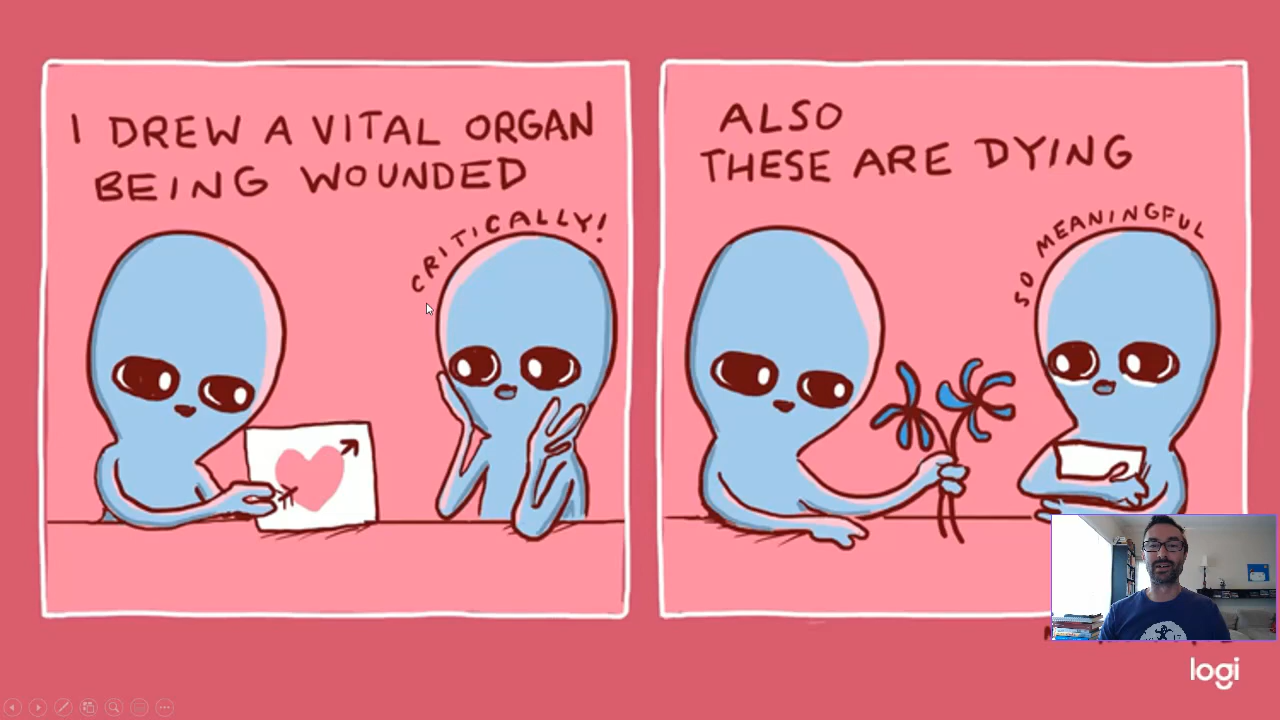 I DREW A VITAL ORGAN
BEING WOUNDED
CRITICALLY!
ALSO
THESE ARE DYING
SO MEANINGFUL
logi